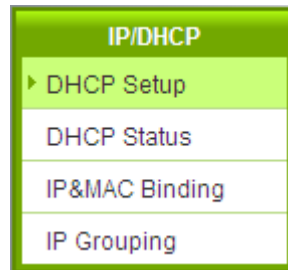 IP/DHCP
DHCP Setup
DHCP Status
IP&MAC Binding
IP Grouping